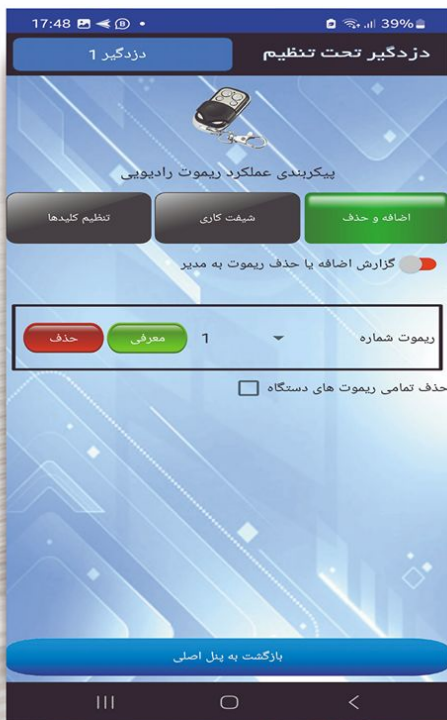 17:48 B • 39%
دزدگیر تحت تنظیم دزدگیر 1
پیکربندی عملکرد ریموت رادیویی
اضافه و حذف شیفت کاری تنظیم کلیدها
گزارش اضافه یا حذف ریموت به مدیر
ریموت شماره 1 معرفی حذف
حذف تمامی ریموت های دستگاه
بازگشت به پنل اصلی